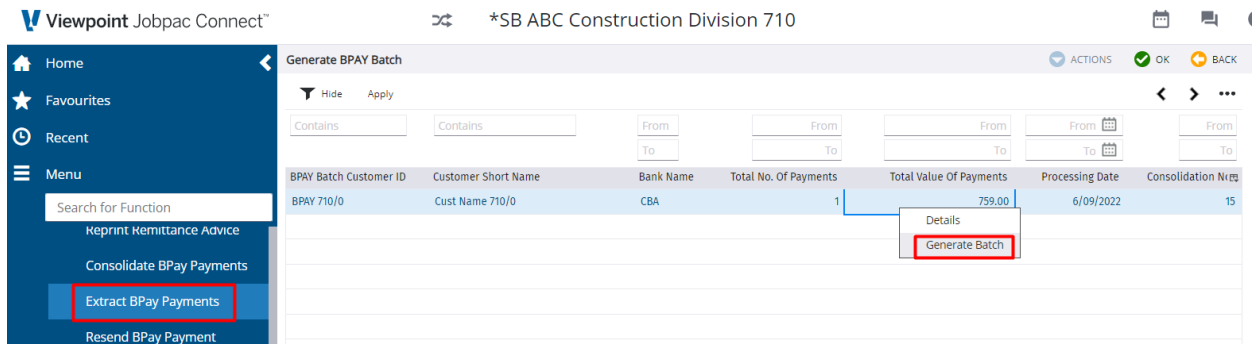 Viewpoint Jobpac Connect™
*SB ABC Construction Division 710
Home
Favourites
Recent
Menu
Search for Function
Reprint Remittance Advice
Consolidate BPay Payments
Extract BPay Payments
Resend BPay Payment
Generate BPAY Batch
ACTIONS OK BACK
Hide Apply
Contains Contains From From From From From
To To To To To
BPAY Batch Customer ID Customer Short Name Bank Name Total No. Of Payments Total Value Of Payments Processing Date Consolidation
BPAY 710/0 Cust Name 710/0 CBA 1 759.00 6/09/2022 15
Details
Generate Batch